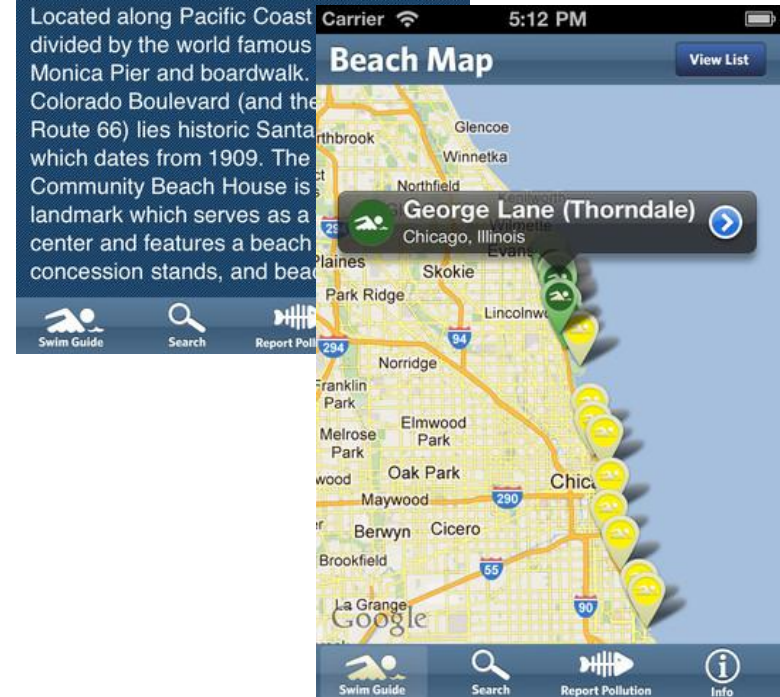 Located along Pacific Coast
divided by the world famous
Monica Pier and boardwalk.
Colorado Boulevard (and the
Route 66) lies historic Santa
which dates from 1909. The
Community Beach House is
landmark which serves as a
center and features a beach
concession stands, and
Swim Guide
Search
Report
Carrier
5:12 PM
Beach Map
View List
Glencoe
Winnetka
Northfield
Kenilworth
George Lane (Thorndale)
Chicago, Illinois
Wilmette
Skokie
Park Ridge
94
294
Norridge
Franklin
Park
Elmwood
Park
Melrose
Park
Oak Park
Maywood
290
Berwyn
Cicero
Brookfield
55
La Grange
90
Google
Swim Guide
Search
Report Pollution
Info